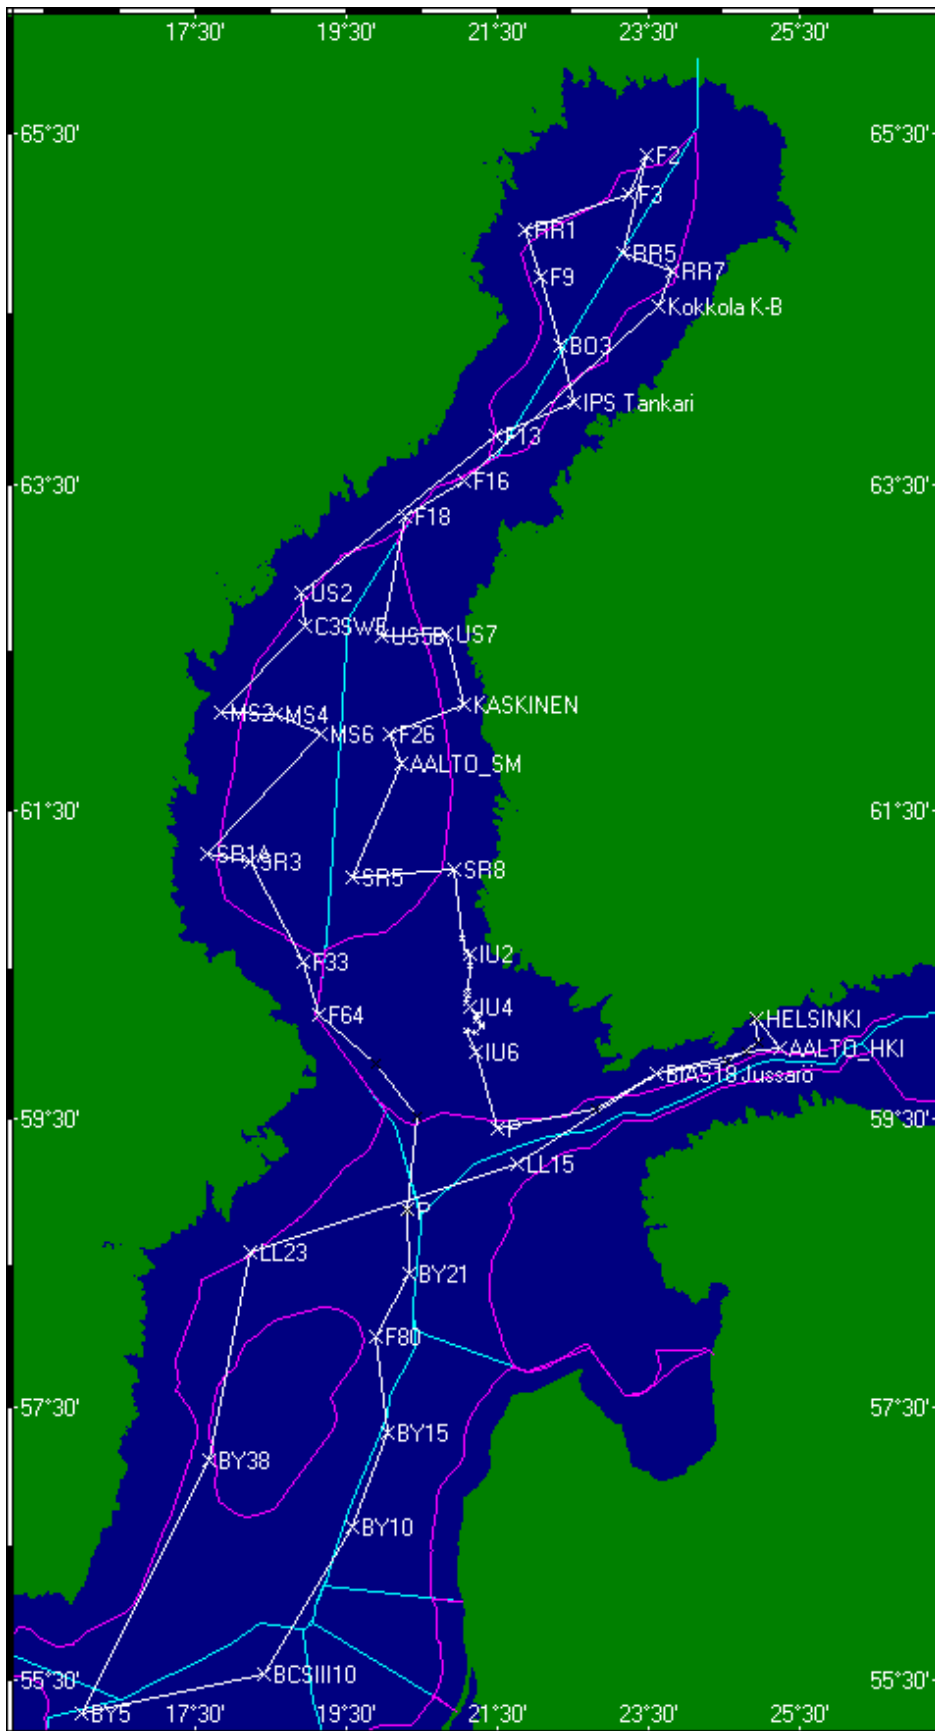 17°30' 19°30' 21°30' 23°30' 25°30'
65°30' 65°30'
F2
F3
RR1
RR5
RR7
F9
Kokkola K-B
BO3
IPS Tankari
F13
63°30' 63°30'
F16
F18
US2
C3SWE
US5B
US7
KASKINEN
MS2
MS4
MS6
F26
AALTO_SM
61°30' 61°30'
SR1A
SR3
SR5
SR8
IU2
F33
IU4
F64
HELSINKI
IU6
AALTO_HKI
BIAS19 Jussarö
59°30' 59°30'
P
LL15
P
LL23
BY21
F80
57°30' 57°30'
BY15
BY38
BY10
55°30' 55°30'
BCSIII10
BY5
17°30' 19°30' 21°30' 23°30' 25°30'